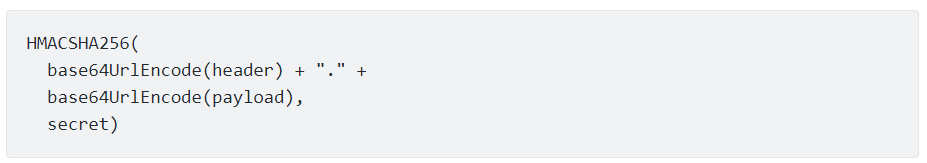 HMACSHA256(
  base64UrlEncode(header) + "." +
  base64UrlEncode(payload),
  secret)